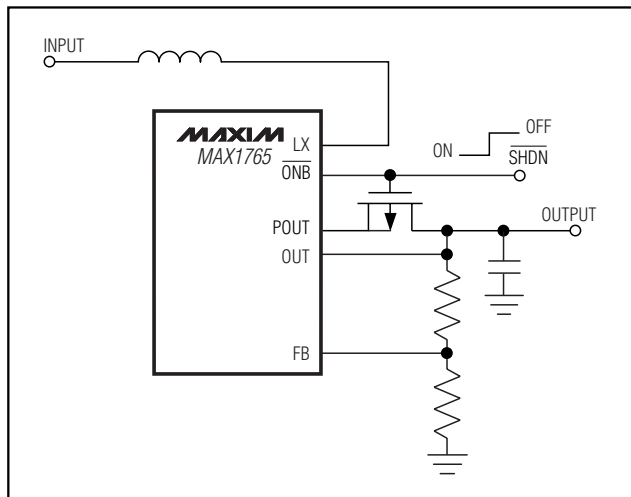 INPUT
MAXIM
MAX1765
LX
ONB
POUT
OUT
FB
ON
OFF
SHDN
OUTPUT